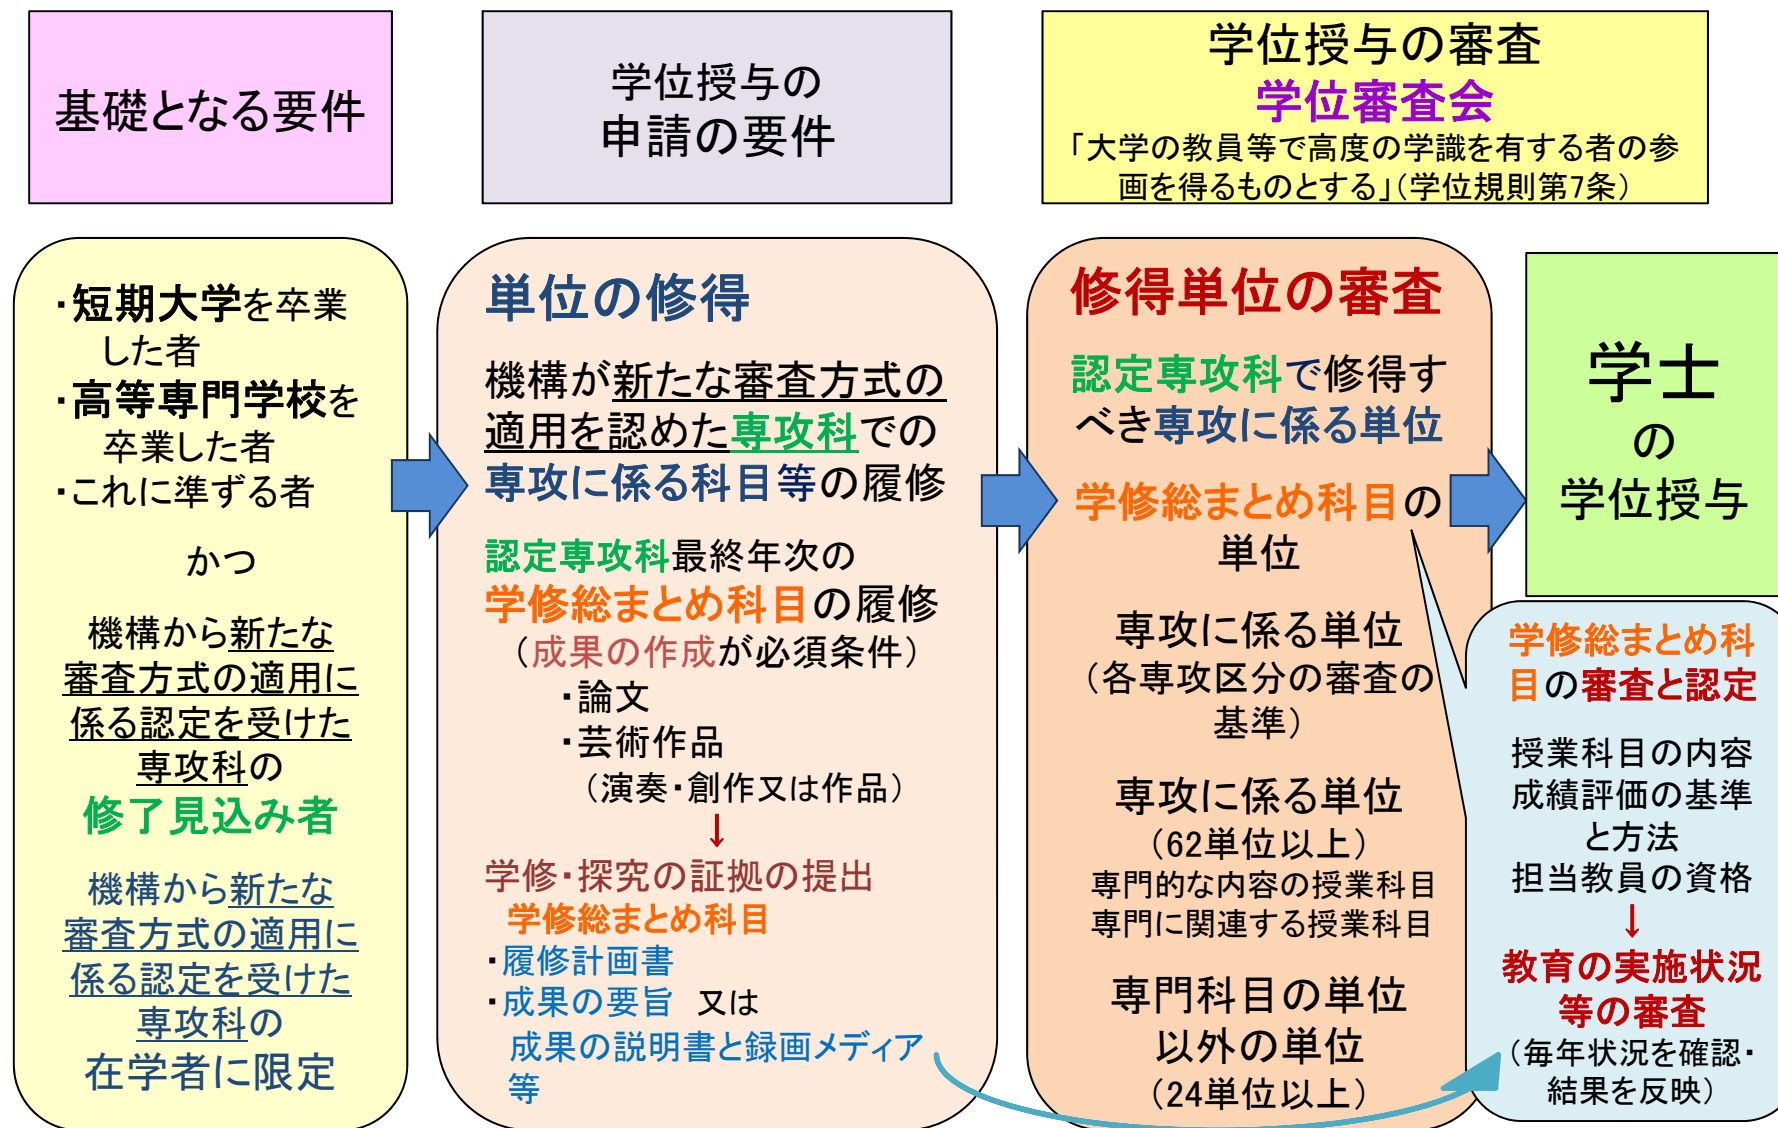 基礎となる要件
学位授与の
申請の要件
学位授与の審査
学位審査会
「大学の教員等で高度の学識を有する者の参
画を得るものとする」（学位規則第7条）
・短期大学を卒業
した者
・高等専門学校を
卒業した者
・これに準ずる者
かつ
機構から新たな
審査方式の適用に
係る認定を受けた
専攻科の
修了見込み者
機構から新たな
審査方式の適用に
係る認定を受けた
専攻科の
在学者に限定
単位の修得
機構が新たな審査方式の
適用を認めた専攻科での
専攻に係る科目等の履修
認定専攻科最終年次の
学修総まとめ科目の履修
（成果の作成が必須条件）
・論文
・芸術作品
（演奏・創作又は作品）
↓
学修・探究の証拠の提出
学修総まとめ科目
・履修計画書
・成果の要旨　又は
成果の説明書と録画メディア
等
修得単位の審査
認定専攻科で修得す
べき専攻に係る単位
学修総まとめ科目の
単位
専攻に係る単位
（各専攻区分の審査の
基準）
専攻に係る単位
（62単位以上）
専門的な内容の授業科目
専門に関連する授業科目
専門科目の単位
以外の単位
（24単位以上）
学士
の
学位授与
学修総まとめ科
目の審査と認定
授業科目の内容
成績評価の基準
と方法
担当教員の資格
↓
教育の実施状況
等の審査
（毎年状況を確認・
結果を反映）